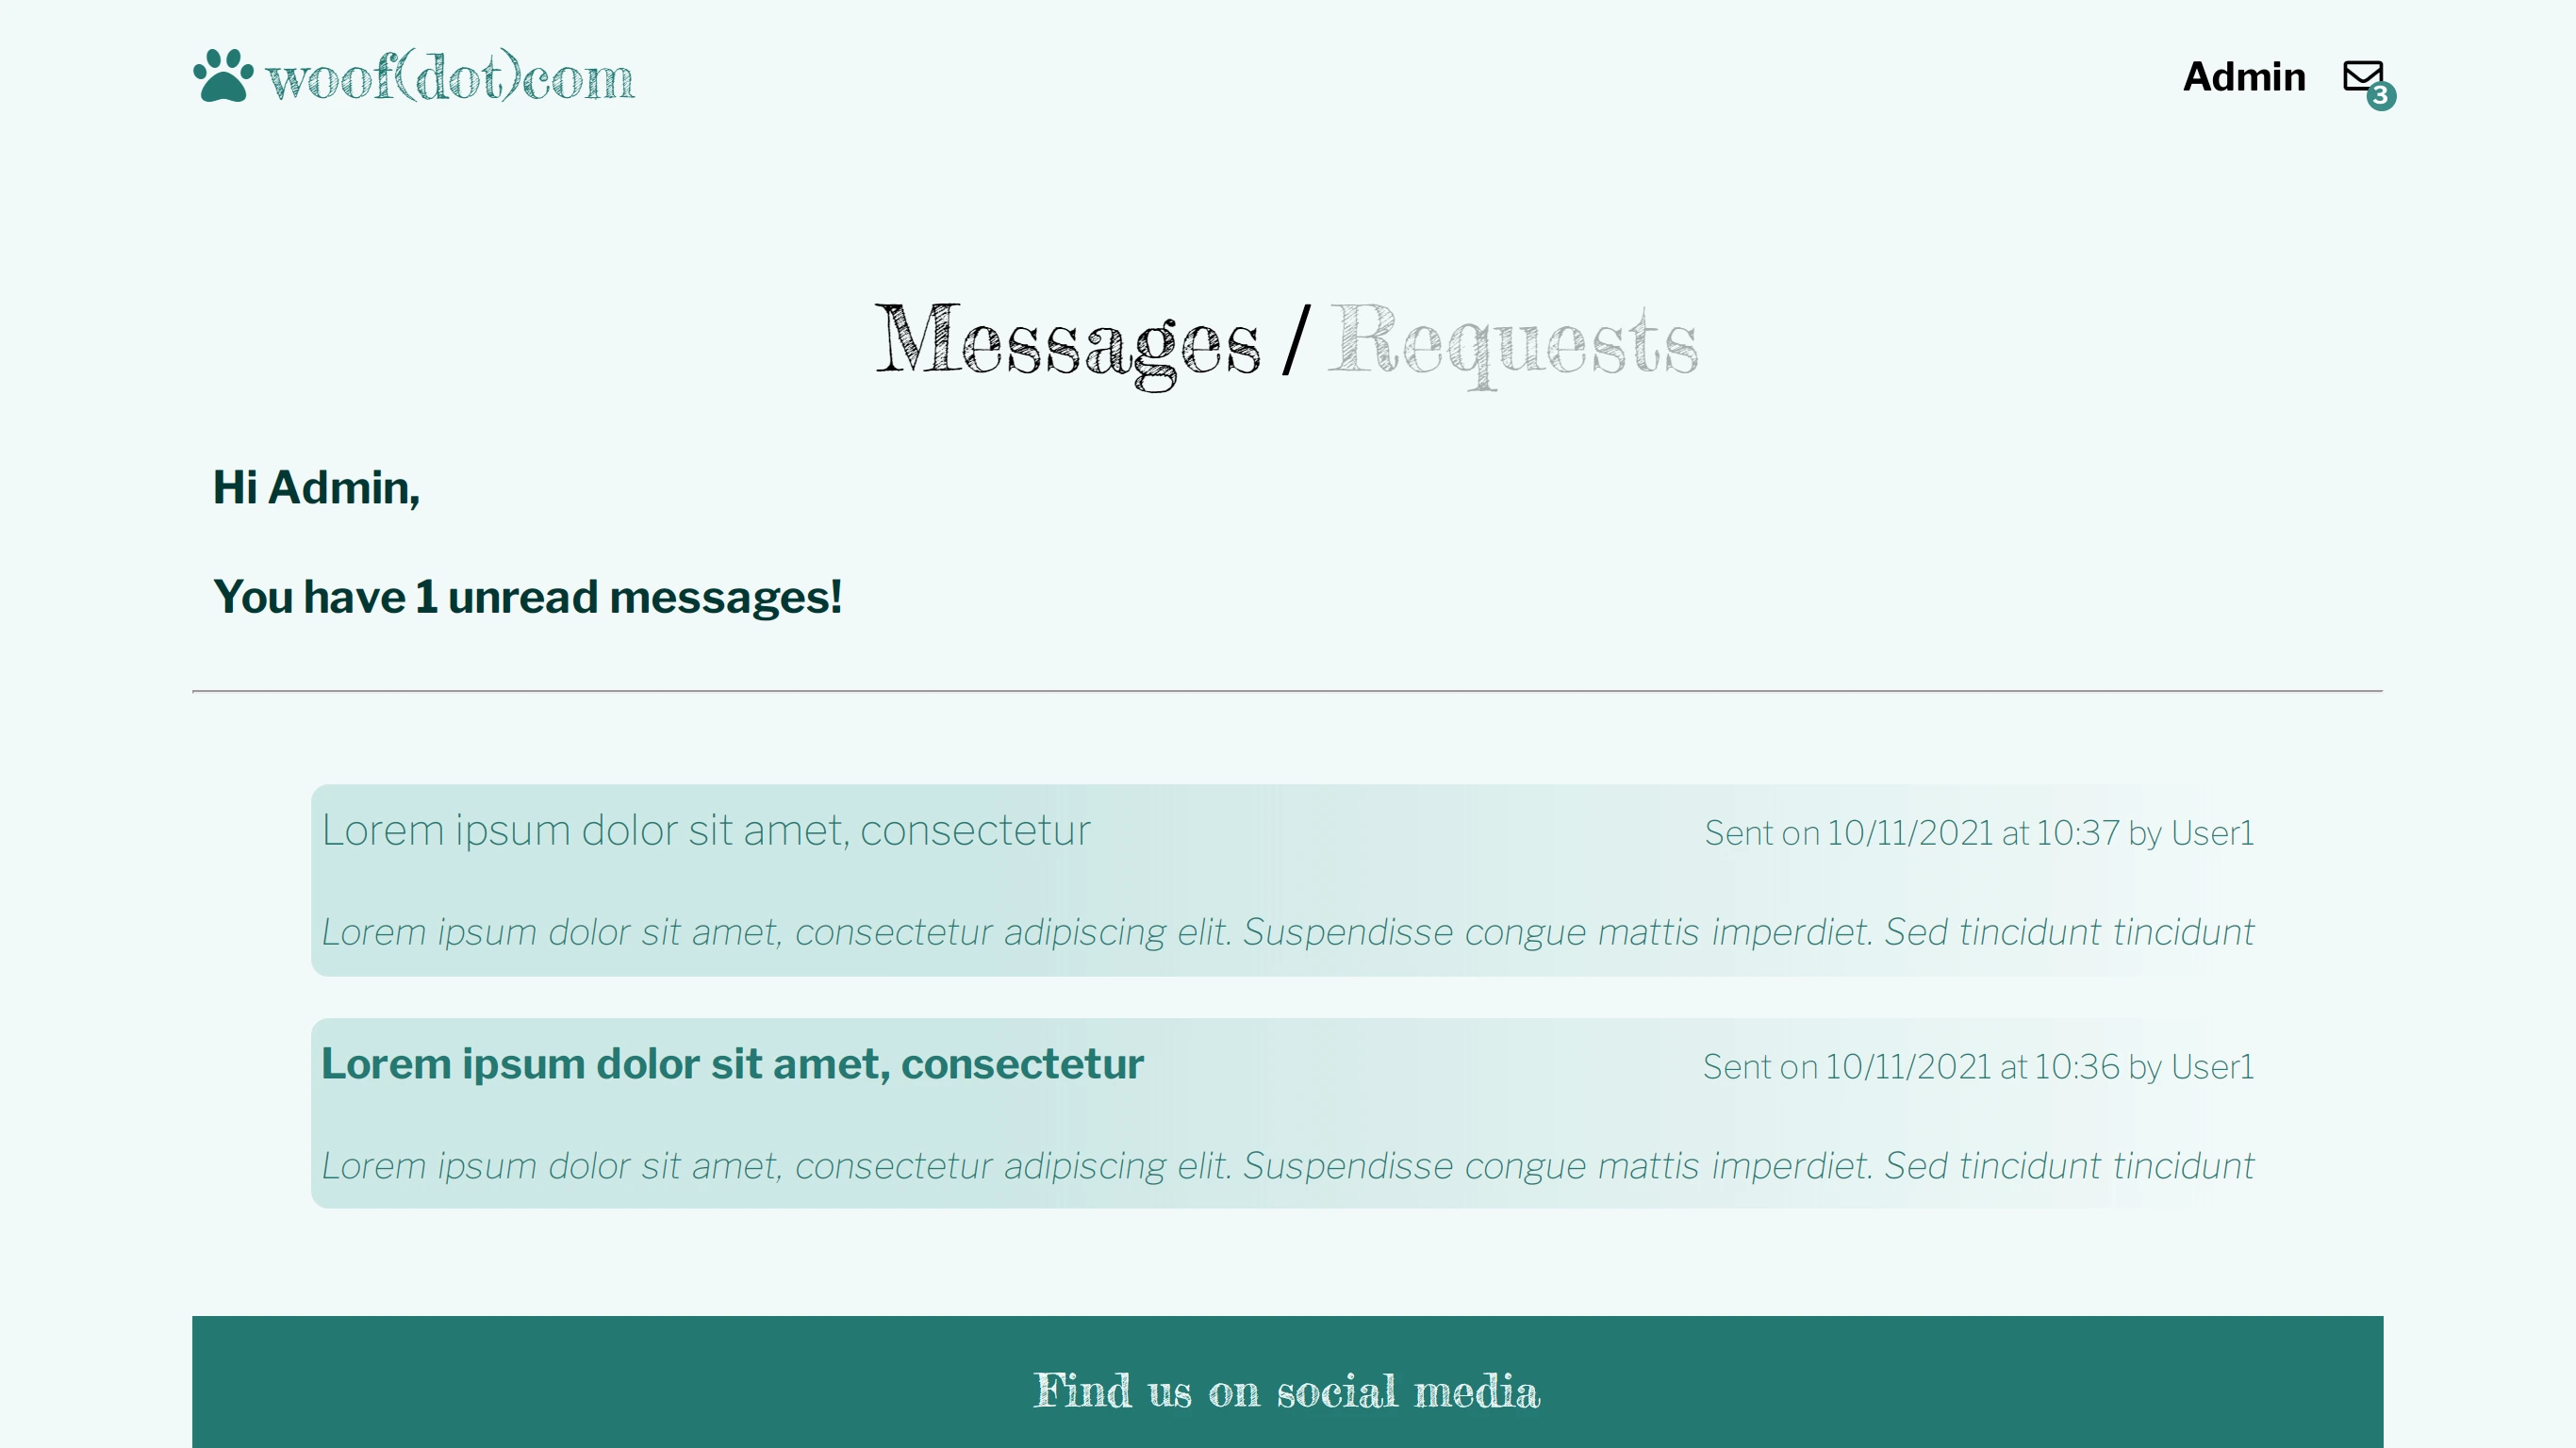 woof(dot)com
Admin
3
Messages / Requests
Hi Admin,
You have 1 unread messages!
Lorem ipsum dolor sit amet, consectetur
Sent on 10/11/2021 at 10:37 by User1
Lorem ipsum dolor sit amet, consectetur adipiscing elit. Suspendisse congue mattis imperdiet. Sed tincidunt tincidunt
Lorem ipsum dolor sit amet, consectetur
Sent on 10/11/2021 at 10:36 by User1
Lorem ipsum dolor sit amet, consectetur adipiscing elit. Suspendisse congue mattis imperdiet. Sed tincidunt tincidunt
Find us on social media